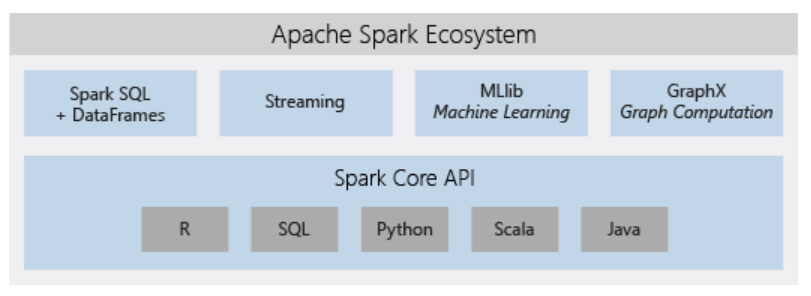 Apache Spark Ecosystem
Spark SQL
+ DataFrames
Streaming
MLlib
Machine Learning
GraphX
Graph Computation
Spark Core API
R
SQL
Python
Scala
Java